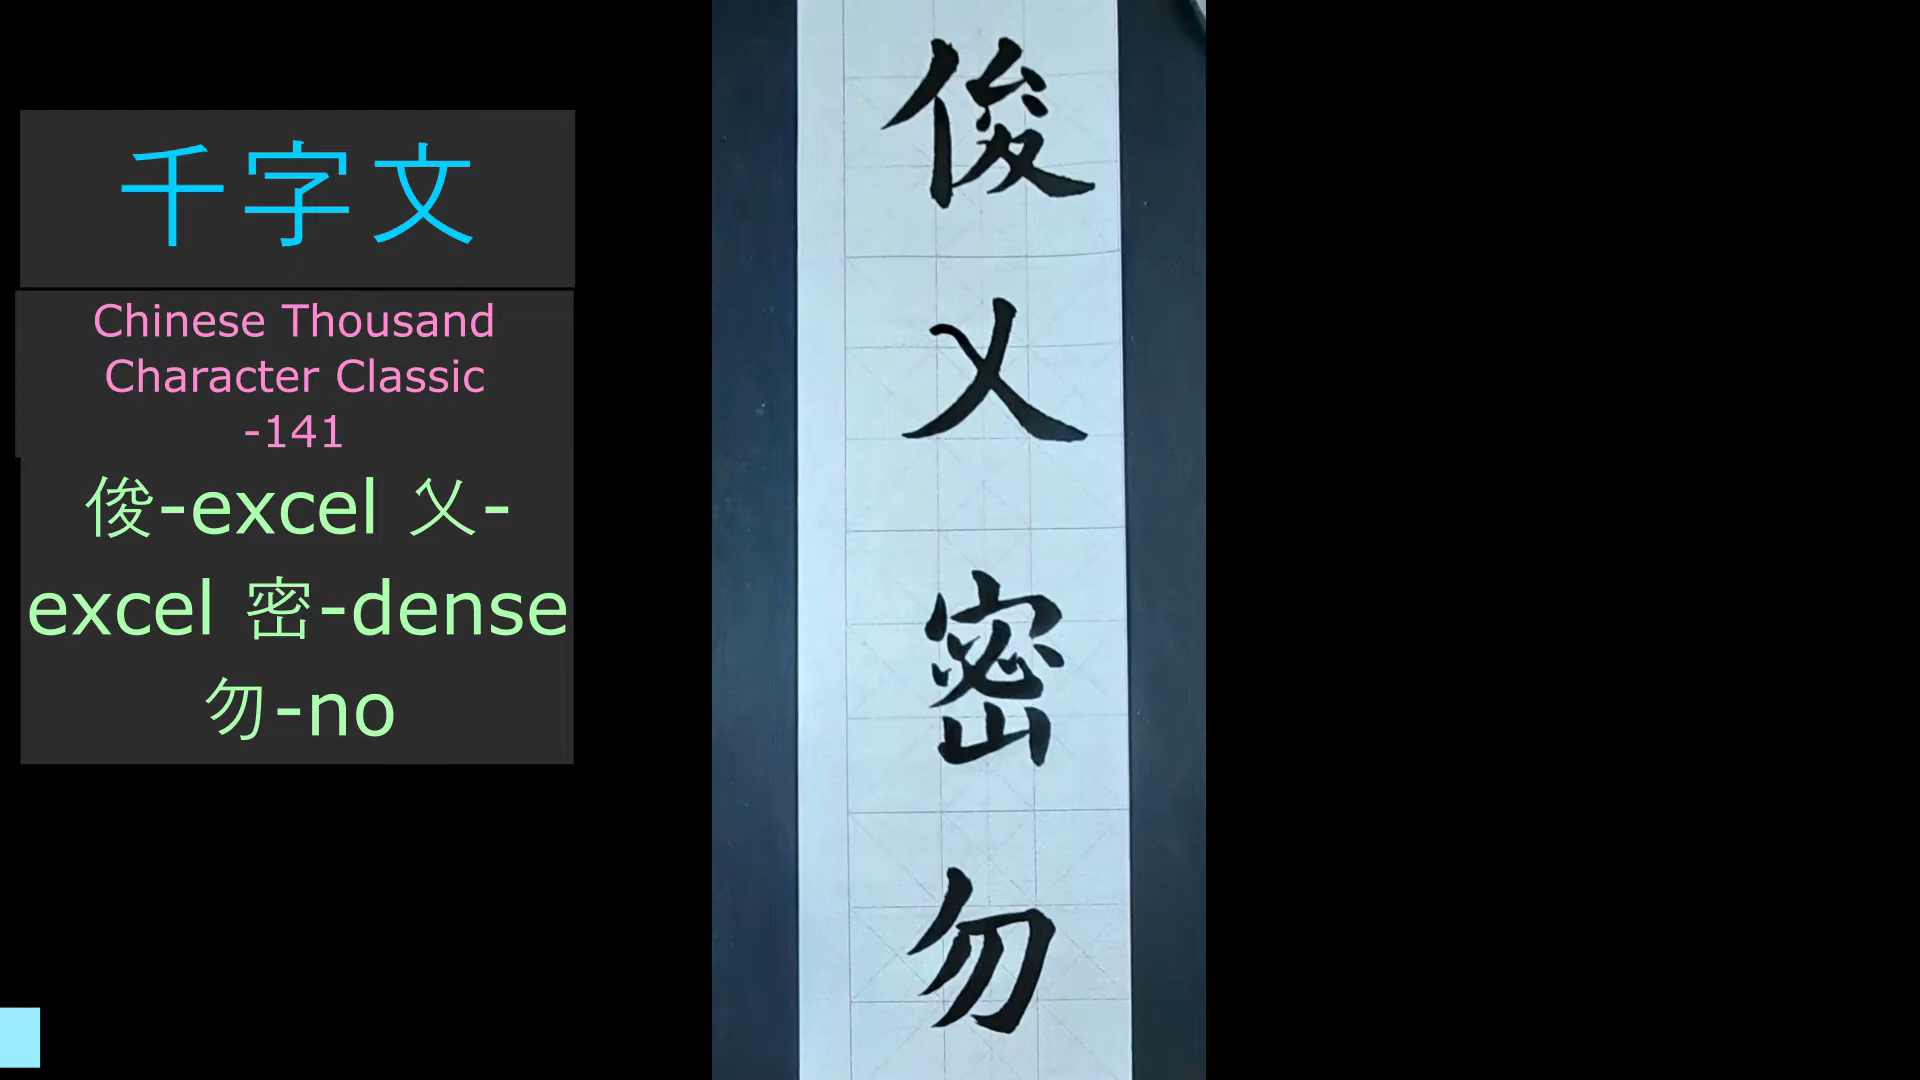 千字文
Chinese Thousand
Character Classic
-141
俊-excel 乂-
excel 密-dense
勿-no
俊
乂
密
勿